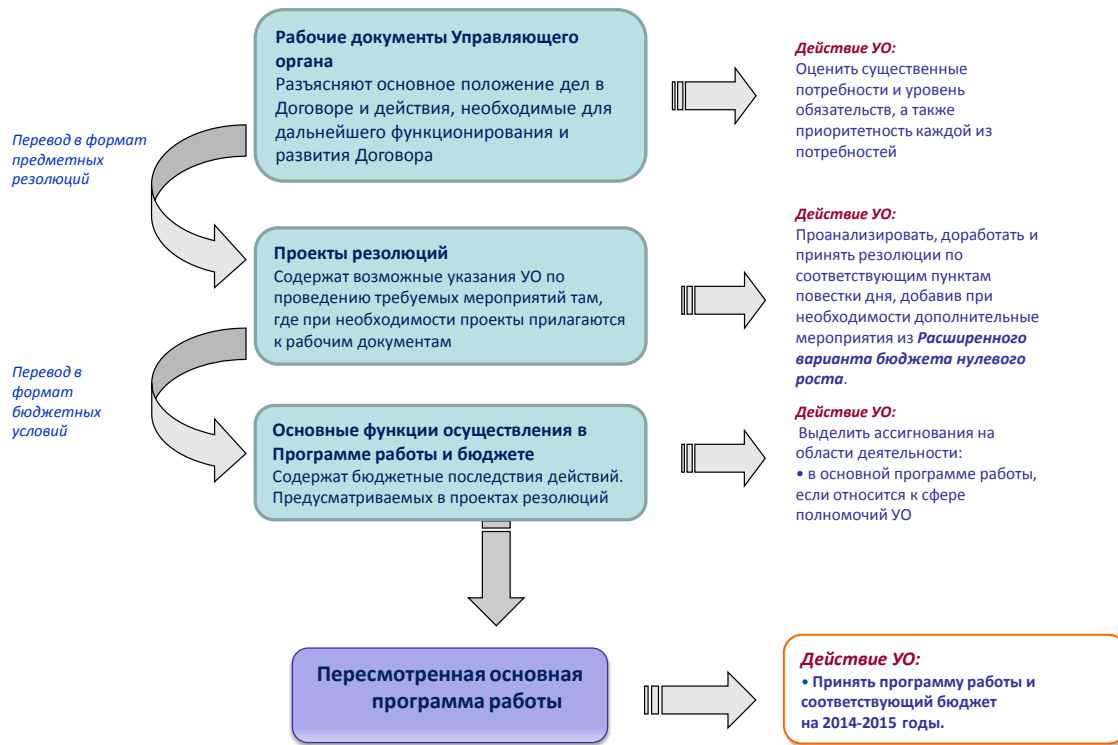 Рабочие документы Управляющего
органа
Разъясняют основное положение дел в
Договоре и действия, необходимые для
дальнейшего функционирования и
развития Договора
Действие УО:
Оценить существенные
потребности и уровень
обязательств, а также
приоритетность каждой из
потребностей
Перевод в формат
предметных
резолюций
Проекты резолюций
Содержат возможные указания УО по
проведению требуемых мероприятий там,
где при необходимости проекты прилагаются
к рабочим документам
Действие УО:
Проанализировать, доработать и
принять резолюции по
соответствующим пунктам
повестки дня, добавив при
необходимости дополнительные
мероприятия из Расширенного
варианта бюджета нулевого
роста.
Перевод в
формат
бюджетных
условий
Основные функции осуществления в
Программе работы и бюджете
Содержат бюджетные последствия действий.
Предусматриваемых в проектах резолюций
Действие УО:
Выделить ассигнования на
области деятельности:
• в основной программе работы,
если относится к сфере
полномочий УО
Пересмотренная основная
программа работы
Действие УО:
• Принять программу работы и
соответствующий бюджет
на 2014-2015 годы.